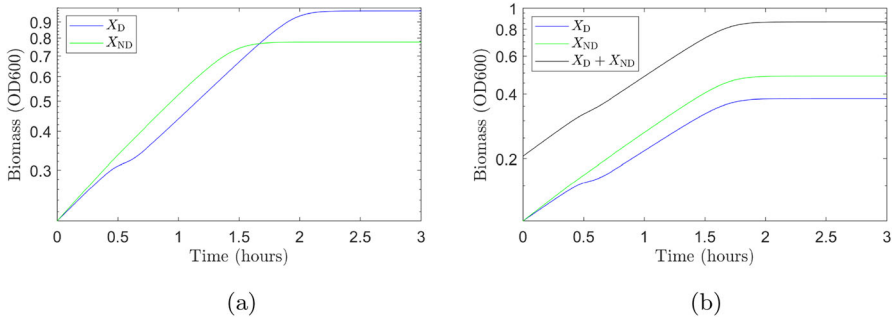 0.9
0.8
0.7
0.6
0.5
0.4
0.3
Biomass (OD600)
X_D
X_ND
0 0.5 1 1.5 2 2.5 3
Time (hours)
(a)
1
0.8
0.6
0.4
0.2
Biomass (OD600)
X_D
X_ND
X_D + X_ND
0 0.5 1 1.5 2 2.5 3
Time (hours)
(b)